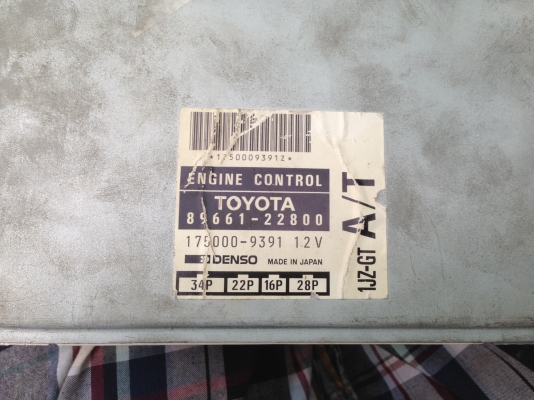 *17500093912*
ENGINE CONTROL
TOYOTA
89661-22800
175000-9391 12V
DENSO MADE IN JAPAN
34P 22P 16P 28P
1JZ-GT A/T